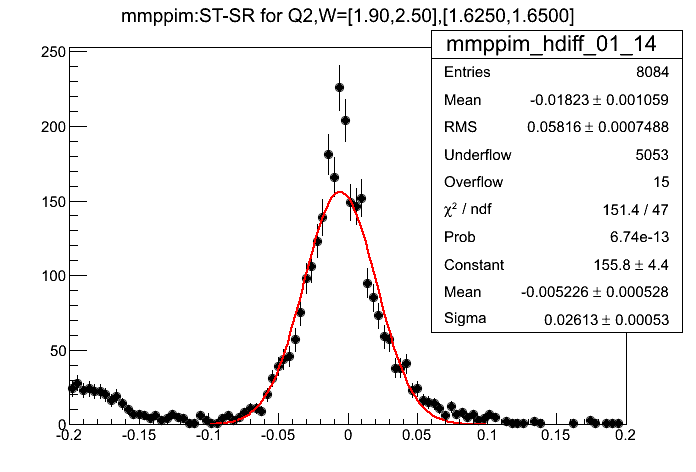 mmppim:ST-SR for Q2,W=[1.90,2.50],[1.6250,1.6500]
mmppim_hdiff_01_14
Entries 8084
Mean -0.01823 ± 0.001059
RMS 0.05816 ± 0.0007488
Underflow 5053
Overflow 15
χ² / ndf 151.4 / 47
Prob 6.74e-13
Constant 155.8 ± 4.4
Mean -0.005226 ± 0.000528
Sigma 0.02613 ± 0.00053
250
200
150
100
50
0
-0.2 -0.15 -0.1 -0.05 0 0.05 0.1 0.15 0.2